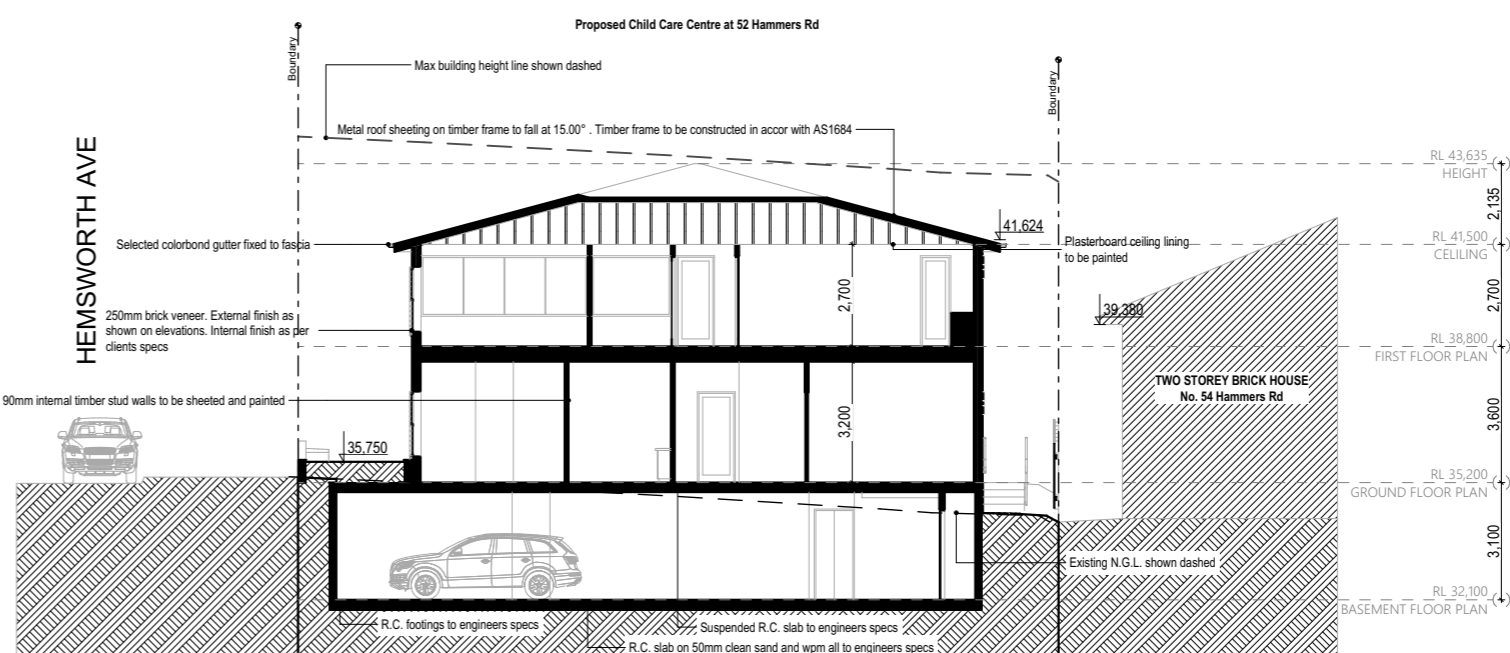 Proposed Child Care Centre at 52 Hammers Rd
Boundary
Boundary
Max building height line shown dashed
Metal roof sheeting on timber frame to fall at 15.00° . Timber frame to be constructed in accor with AS1684
HEMSWORTH AVE
RL 43,635
HEIGHT
2,135
Selected colorbond gutter fixed to fascia
41,624
Plasterboard ceiling lining
to be painted
RL 41,500
CELILING
2,700
2,700
250mm brick veneer. External finish as
shown on elevations. Internal finish as per
clients specs
39,380
RL 38,800
FIRST FLOOR PLAN
TWO STOREY BRICK HOUSE
No. 54 Hammers Rd
90mm internal timber stud walls to be sheeted and painted
3,200
3,600
35,750
RL 35,200
GROUND FLOOR PLAN
3,100
Existing N.G.L. shown dashed
RL 32,100
BASEMENT FLOOR PLAN
R.C. footings to engineers specs
Suspended R.C. slab to engineers specs
R.C. slab on 50mm clean sand and wpm all to engineers specs